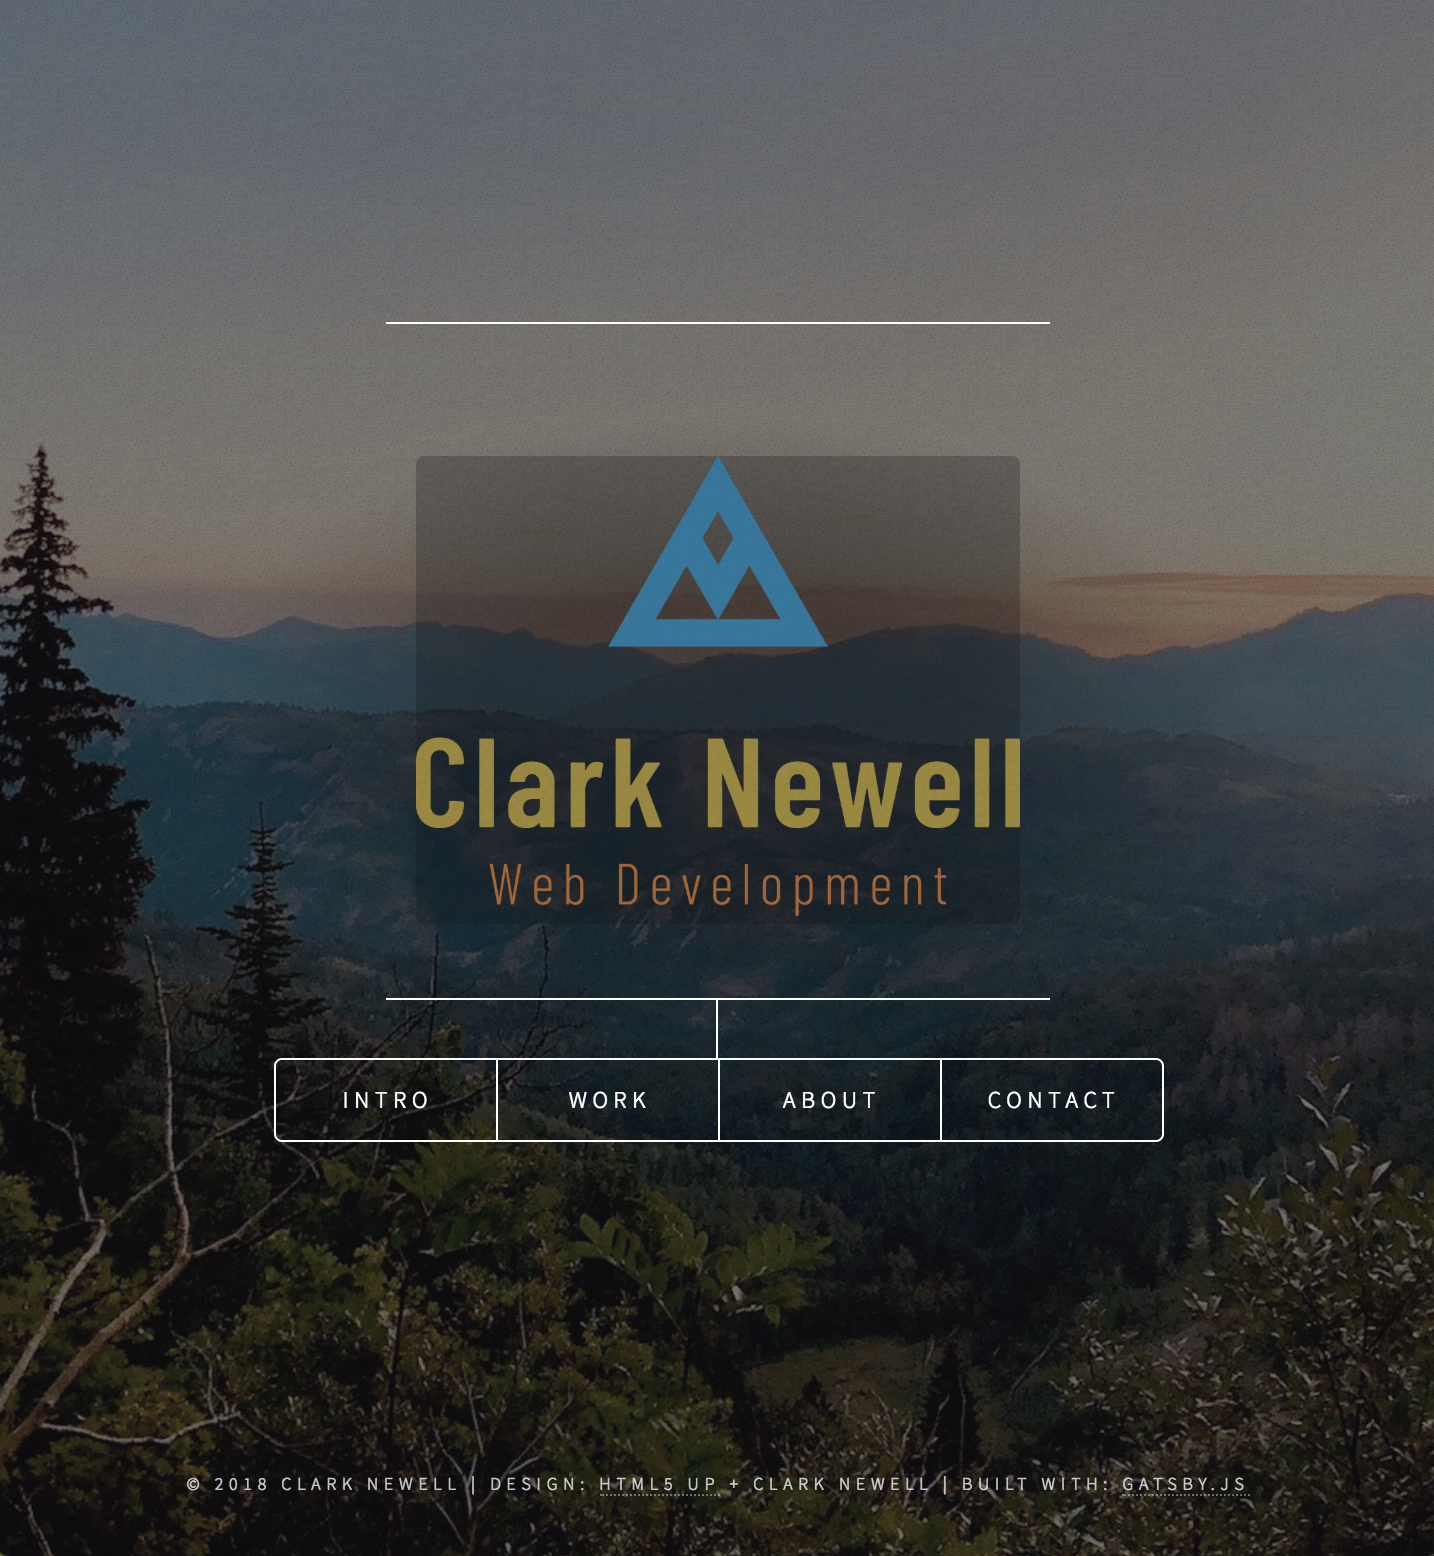 Clark Newell
Web Development
INTRO WORK ABOUT CONTACT
© 2018 CLARK NEWELL | DESIGN: HTML5 UP + CLARK NEWELL | BUILT WITH: GATSBY.JS